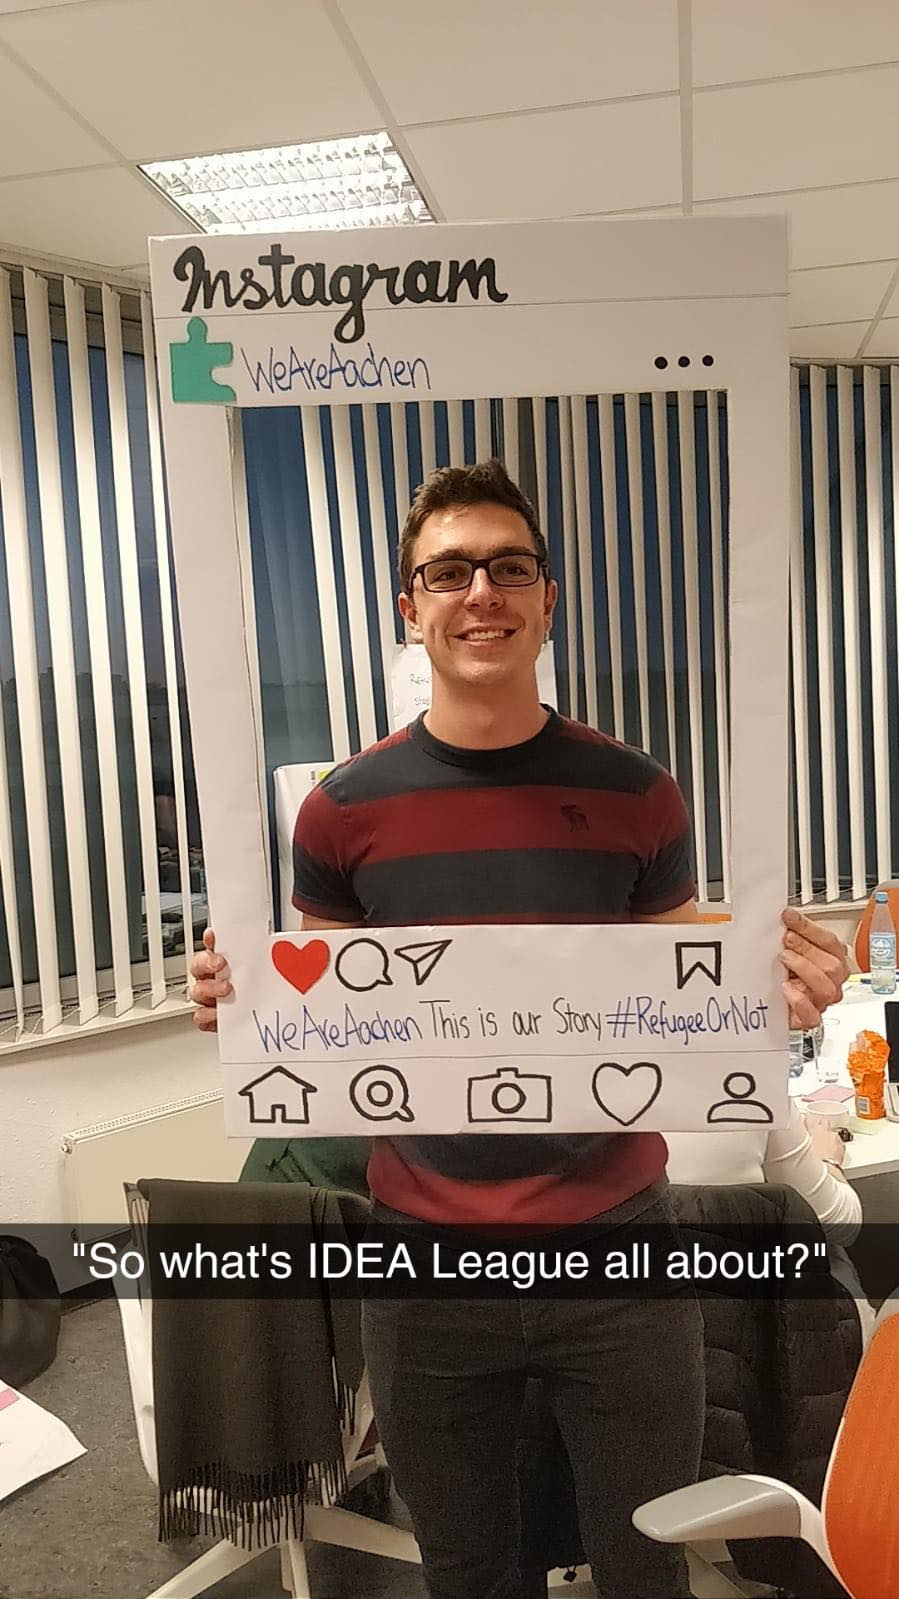 Instagram
WeAreAachen
WeAreAachen This is our Story #RefugeeOrNot
"So what's IDEA League all about?"